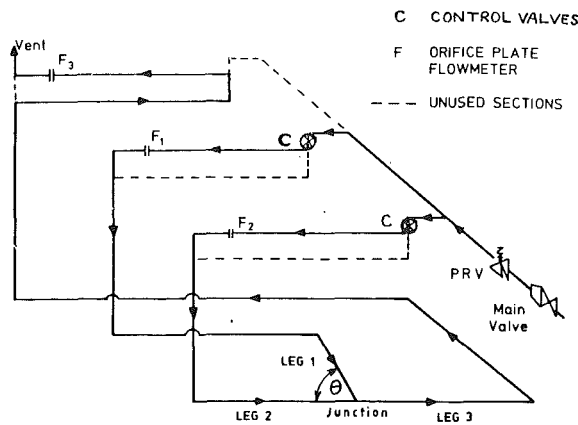 C CONTROL VALVES
F ORIFICE PLATE
FLOWMETER
--- UNUSED SECTIONS
Vent
F3
F1
C
F2
C
PRV
Main
Valve
LEG 1
θ
LEG 2
Junction
LEG 3